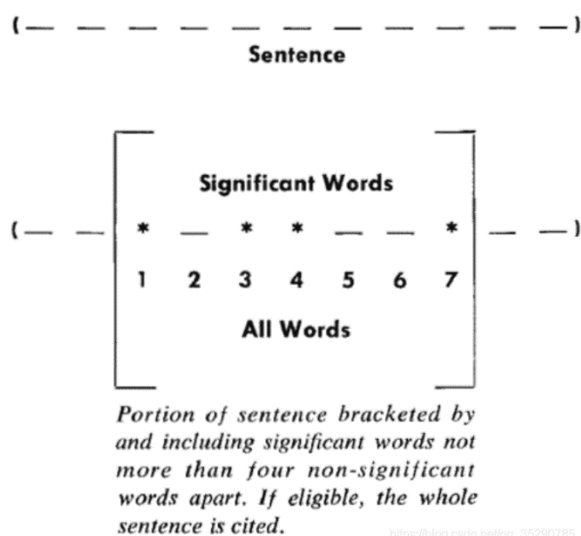 (— — — — — — — — — — —)
Sentence
Significant Words
(— — * — * * — — * — —)
1 2 3 4 5 6 7
All Words
Portion of sentence bracketed by
and including significant words not
more than four non-significant
words apart. If eligible, the whole
sentence is cited.